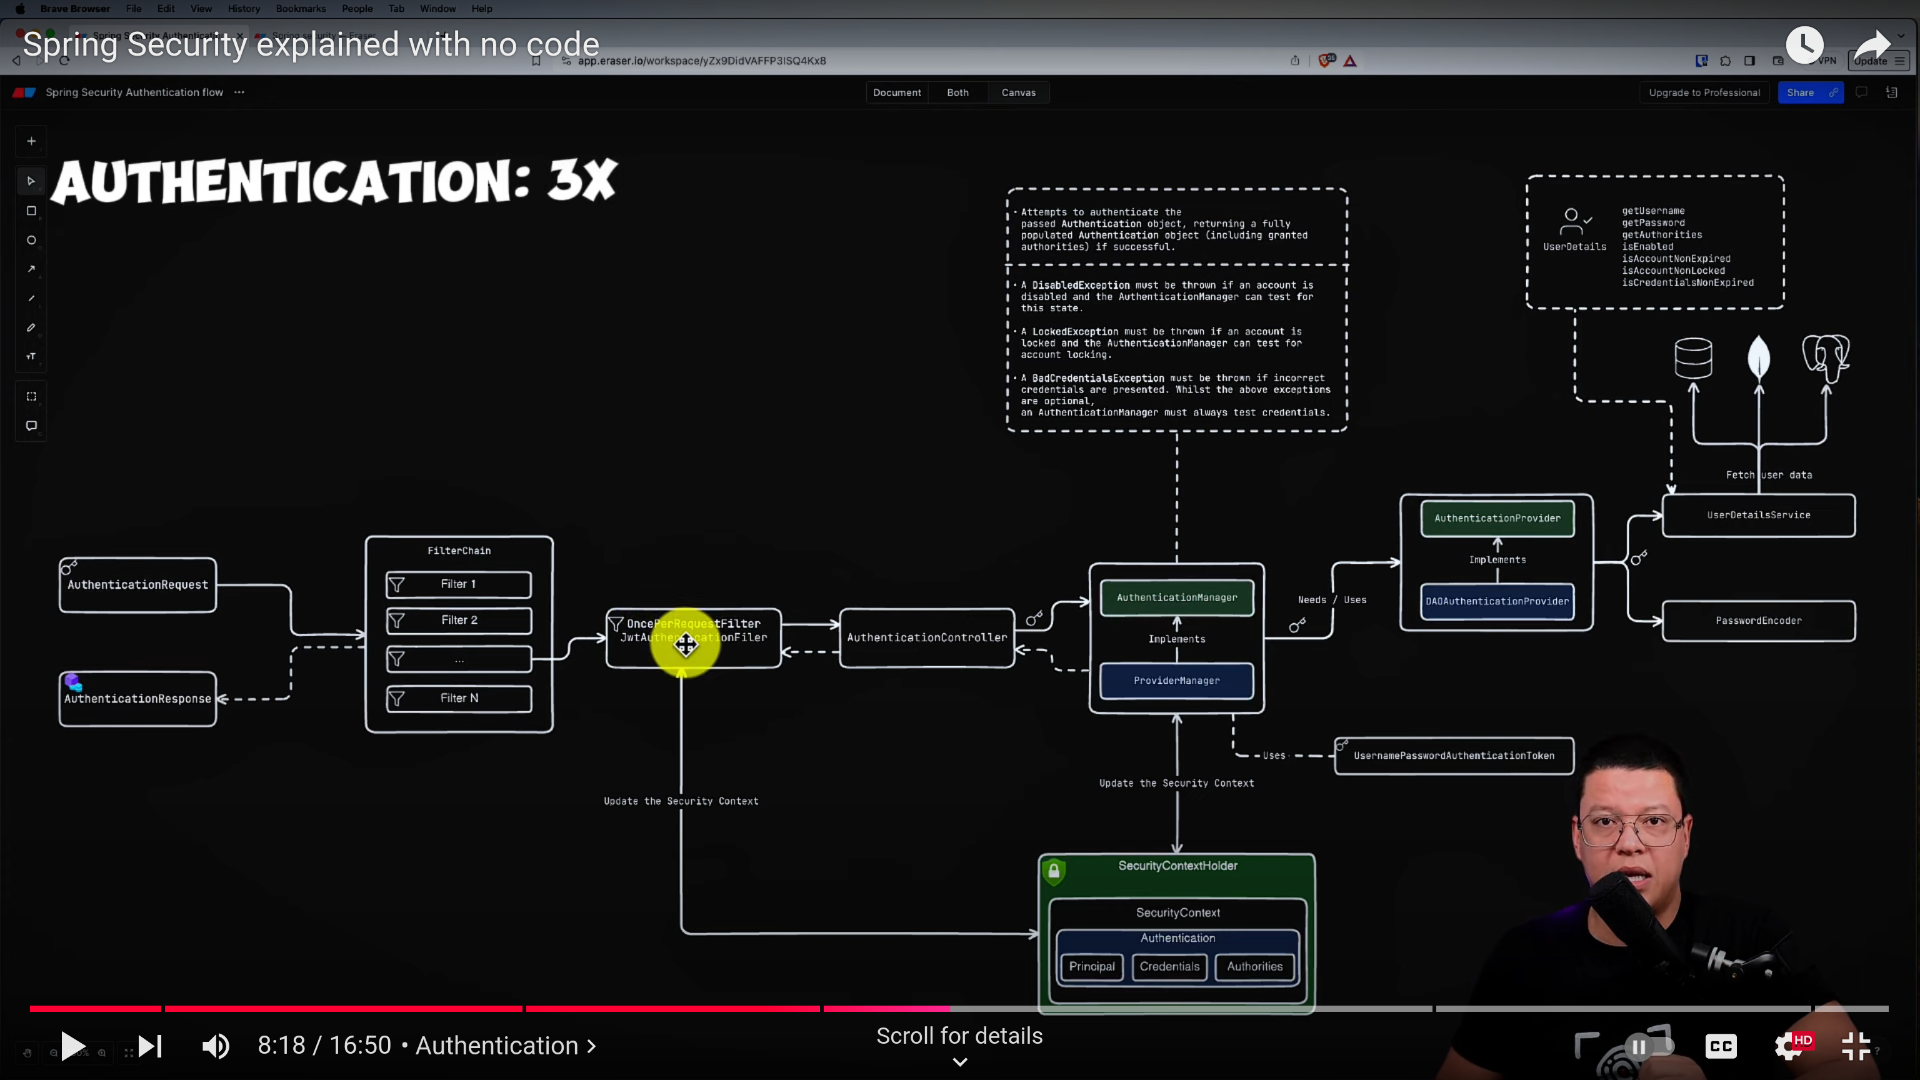 Brave Browser File Edit View History Bookmarks People Tab Window Help
Spring Security explained with no code
app.eraser.io/workspace/yZx9DidVAFFP3ISQ4Kx8
VPN
Update
Spring Security Authentication flow ...
Document Both Canvas
Upgrade to Professional
Share
AUTHENTICATION: 3X
• Attempts to authenticate the
passed Authentication object, returning a fully
populated Authentication object (including granted
authorities) if successful.
• A DisabledException must be thrown if an account is
disabled and the AuthenticationManager can test for
this state.
• A LockedException must be thrown if an account is
locked and the AuthenticationManager can test for
account locking.
• A BadCredentialsException must be thrown if incorrect
credentials are presented. Whilst the above exceptions
are optional,
an AuthenticationManager must always test credentials.
UserDetails
getUsername
getPassword
getAuthorities
isEnabled
isAccountNonExpired
isAccountNonLocked
isCredentialsNonExpired
Fetch user data
AuthenticationRequest
AuthenticationResponse
FilterChain
Filter 1
Filter 2
...
Filter N
OncePerRequestFilter
JwtAuthenticationFiler
AuthenticationController
AuthenticationManager
Implements
ProviderManager
Needs / Uses
AuthenticationProvider
Implements
DAOAuthenticationProvider
UserDetailsService
PasswordEncoder
Uses
UsernamePasswordAuthenticationToken
Update the Security Context
Update the Security Context
SecurityContextHolder
SecurityContext
Authentication
Principal
Credentials
Authorities
8:18 / 16:50 • Authentication >
Scroll for details
CC
HD